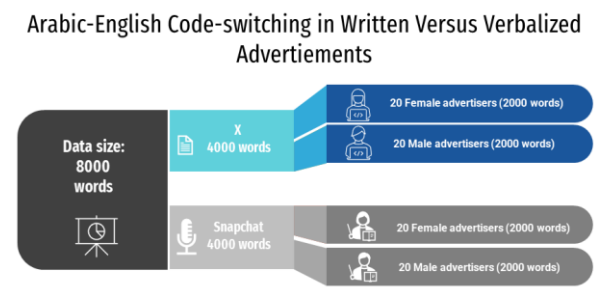 Arabic-English Code-switching in Written Versus Verbalized
Advertiements
Data size:
8000
words
X
4000 words
20 Female advertisers (2000 words)
20 Male advertisers (2000 words)
Snapchat
4000 words
20 Female advertisers (2000 words)
20 Male advertisers (2000 words)